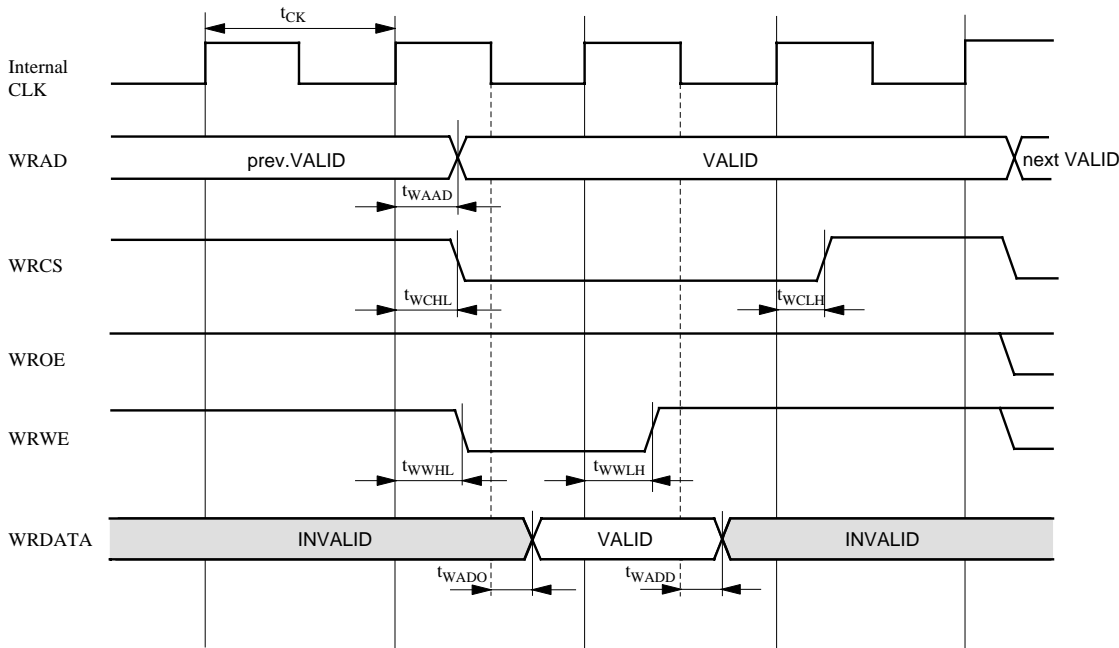 tCK
Internal
CLK
WRAD
prev.VALID
VALID
next VALID
tWAAD
WRCS
tWCHL
tWCLH
WROE
WRWE
tWWHL
tWWLH
WRDATA
INVALID
VALID
INVALID
tWADO
tWADD